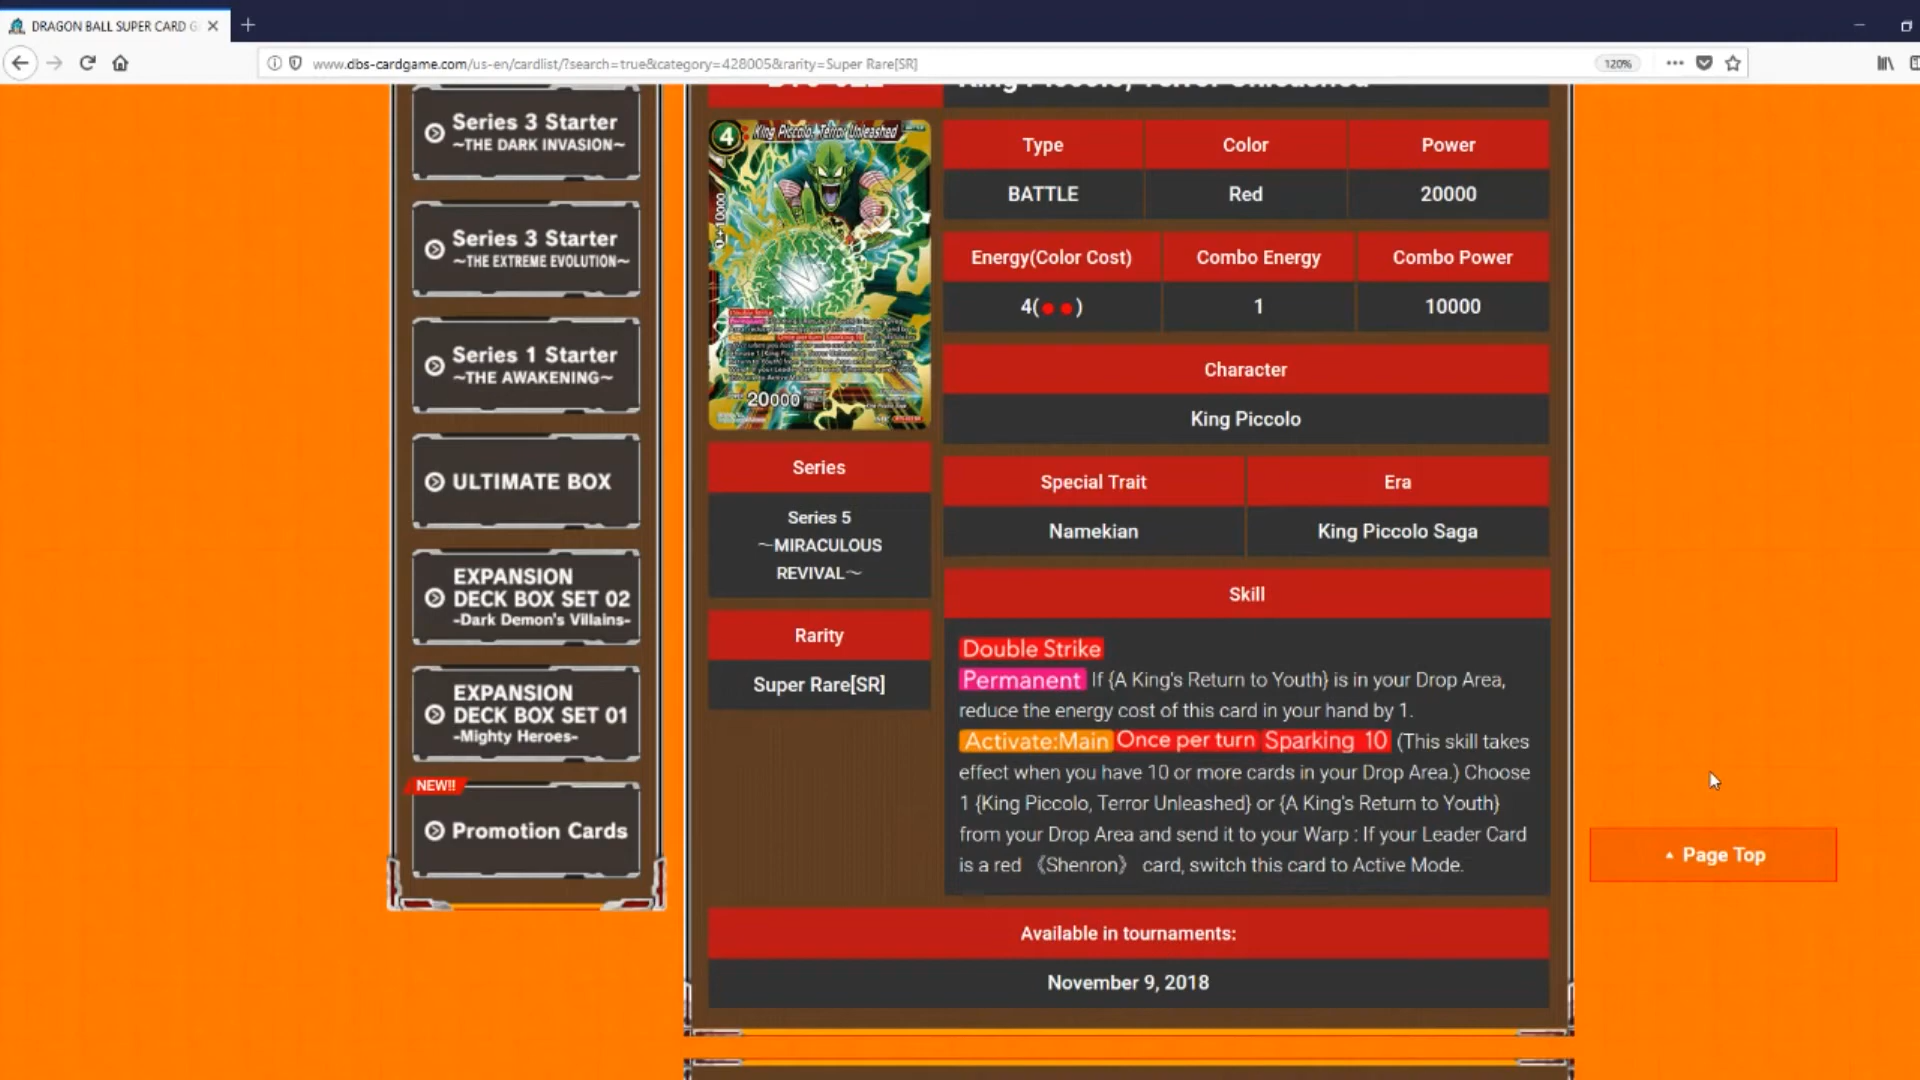 DRAGON BALL SUPER CARD G
www.dbs-cardgame.com/us-en/cardlist/?search=true&category=428005&rarity=Super Rare[SR]
120%
Series 3 Starter
~THE DARK INVASION~
Series 3 Starter
~THE EXTREME EVOLUTION~
Series 1 Starter
~THE AWAKENING~
ULTIMATE BOX
EXPANSION
DECK BOX SET 02
-Dark Demon's Villains-
EXPANSION
DECK BOX SET 01
-Mighty Heroes-
NEW!!
Promotion Cards
King Piccolo, Terror Unleashed
4
King Piccolo, Terror Unleashed
0+10000
Double Strike
20000
Series
Series 5
～MIRACULOUS
REVIVAL～
Rarity
Super Rare[SR]
Type Color Power
BATTLE Red 20000
Energy(Color Cost) Combo Energy Combo Power
4(●●) 1 10000
Character
King Piccolo
Special Trait Era
Namekian King Piccolo Saga
Skill
Double Strike
Permanent If {A King's Return to Youth} is in your Drop Area,
reduce the energy cost of this card in your hand by 1.
Activate:Main Once per turn Sparking 10 (This skill takes
effect when you have 10 or more cards in your Drop Area.) Choose
1 {King Piccolo, Terror Unleashed} or {A King's Return to Youth}
from your Drop Area and send it to your Warp : If your Leader Card
is a red 《Shenron》 card, switch this card to Active Mode.
Available in tournaments:
November 9, 2018
Page Top